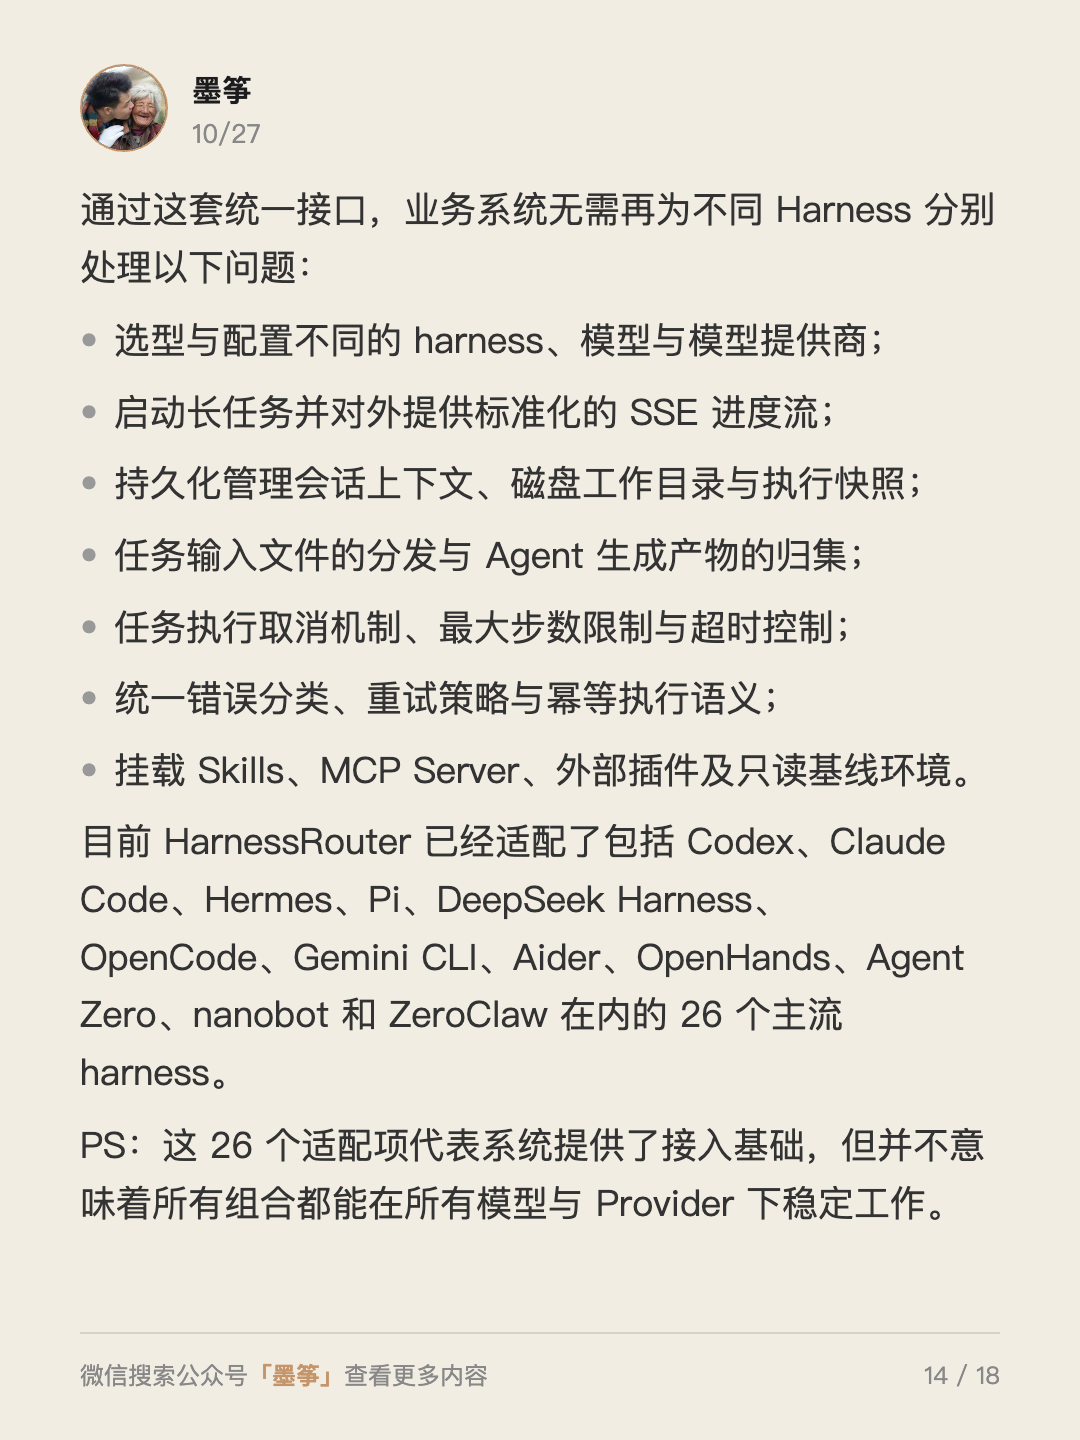 墨筝
10/27
通过这套统一接口，业务系统无需再为不同 Harness 分别
处理以下问题：
• 选型与配置不同的 harness、模型与模型提供商；
• 启动长任务并对外提供标准化的 SSE 进度流；
• 持久化管理会话上下文、磁盘工作目录与执行快照；
• 任务输入文件的分发与 Agent 生成产物的归集；
• 任务执行取消机制、最大步数限制与超时控制；
• 统一错误分类、重试策略与幂等执行语义；
• 挂载 Skills、MCP Server、外部插件及只读基线环境。
目前 HarnessRouter 已经适配了包括 Codex、Claude
Code、Hermes、Pi、DeepSeek Harness、
OpenCode、Gemini CLI、Aider、OpenHands、Agent
Zero、nanobot 和 ZeroClaw 在内的 26 个主流
harness。
PS：这 26 个适配项代表系统提供了接入基础，但并不意
味着所有组合都能在所有模型与 Provider 下稳定工作。
微信搜索公众号「墨筝」查看更多内容
14 / 18